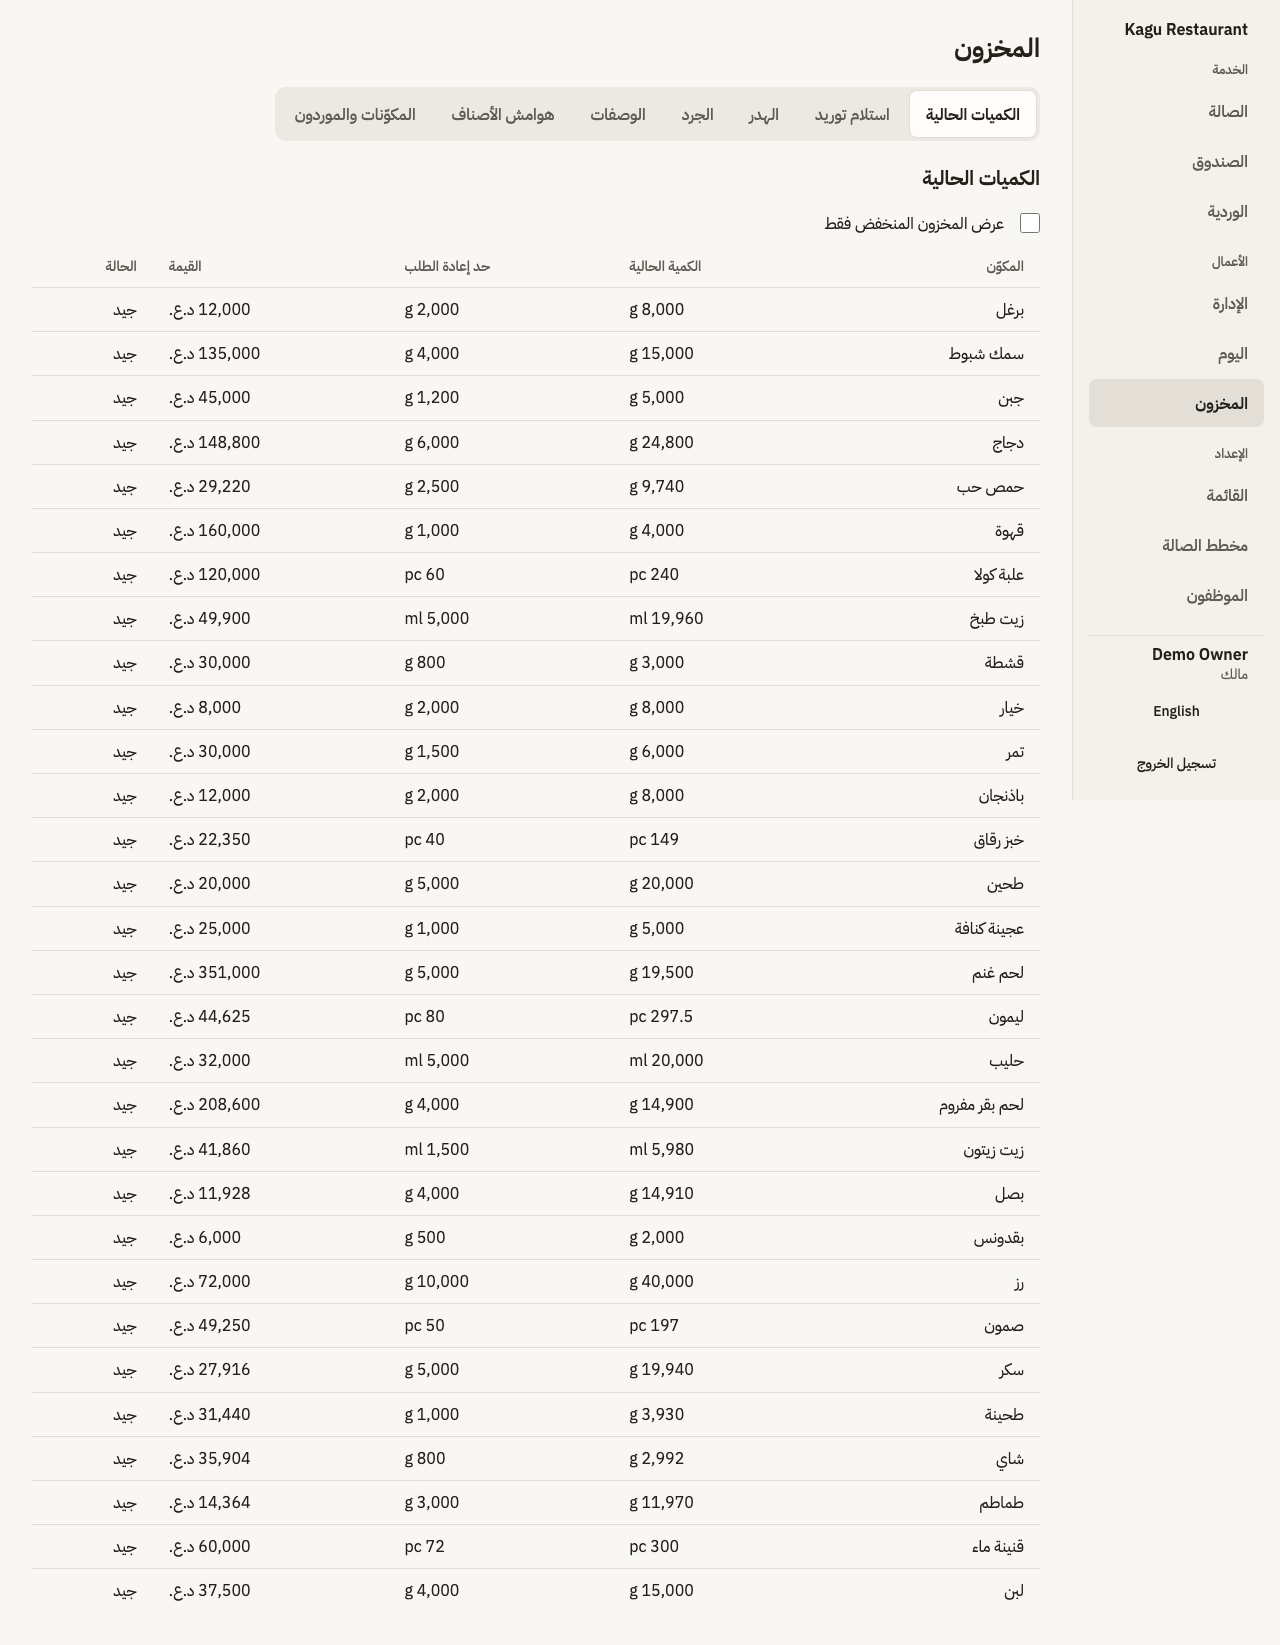 Kagu Restaurant
الخدمة
الصالة
الصندوق
الوردية
الأعمال
الإدارة
اليوم
المخزون
الإعداد
القائمة
مخطط الصالة
الموظفون
Demo Owner
مالك
English
تسجيل الخروج
المخزون
الكميات الحالية استلام توريد الهدر الجرد الوصفات هوامش الأصناف المكوّنات والموردون
الكميات الحالية
عرض المخزون المنخفض فقط
المكوّن الكمية الحالية حد إعادة الطلب القيمة الحالة
برغل 8,000 g 2,000 g 12,000 د.ع. جيد
سمك شبوط 15,000 g 4,000 g 135,000 د.ع. جيد
جبن 5,000 g 1,200 g 45,000 د.ع. جيد
دجاج 24,800 g 6,000 g 148,800 د.ع. جيد
حمص حب 9,740 g 2,500 g 29,220 د.ع. جيد
قهوة 4,000 g 1,000 g 160,000 د.ع. جيد
علبة كولا 240 pc 60 pc 120,000 د.ع. جيد
زيت طبخ 19,960 ml 5,000 ml 49,900 د.ع. جيد
قشطة 3,000 g 800 g 30,000 د.ع. جيد
خيار 8,000 g 2,000 g 8,000 د.ع. جيد
تمر 6,000 g 1,500 g 30,000 د.ع. جيد
باذنجان 8,000 g 2,000 g 12,000 د.ع. جيد
خبز رقاق 149 pc 40 pc 22,350 د.ع. جيد
طحين 20,000 g 5,000 g 20,000 د.ع. جيد
عجينة كنافة 5,000 g 1,000 g 25,000 د.ع. جيد
لحم غنم 19,500 g 5,000 g 351,000 د.ع. جيد
ليمون 297.5 pc 80 pc 44,625 د.ع. جيد
حليب 20,000 ml 5,000 ml 32,000 د.ع. جيد
لحم بقر مفروم 14,900 g 4,000 g 208,600 د.ع. جيد
زيت زيتون 5,980 ml 1,500 ml 41,860 د.ع. جيد
بصل 14,910 g 4,000 g 11,928 د.ع. جيد
بقدونس 2,000 g 500 g 6,000 د.ع. جيد
رز 40,000 g 10,000 g 72,000 د.ع. جيد
صمون 197 pc 50 pc 49,250 د.ع. جيد
سكر 19,940 g 5,000 g 27,916 د.ع. جيد
طحينة 3,930 g 1,000 g 31,440 د.ع. جيد
شاي 2,992 g 800 g 35,904 د.ع. جيد
طماطم 11,970 g 3,000 g 14,364 د.ع. جيد
قنينة ماء 300 pc 72 pc 60,000 د.ع. جيد
لبن 15,000 g 4,000 g 37,500 د.ع. جيد